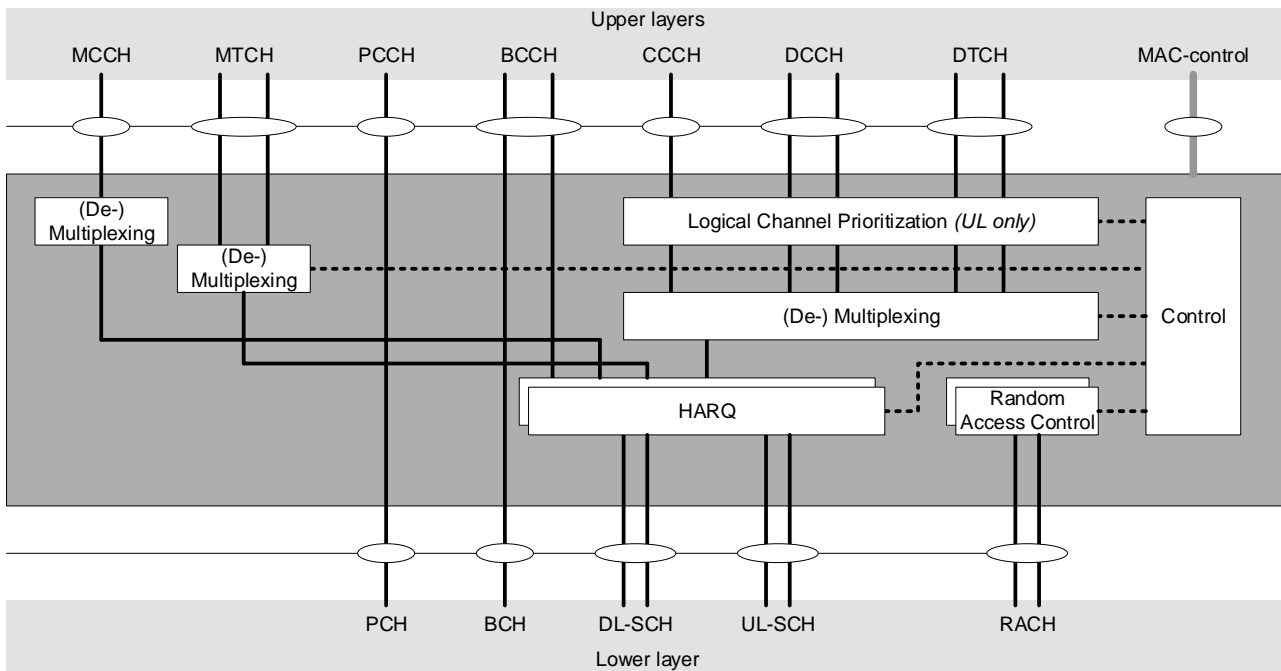 Upper layers
MCCH MTCH PCCH BCCH CCCH DCCH DTCH MAC-control
(De-)
Multiplexing
Logical Channel Prioritization (UL only)
(De-)
Multiplexing
(De-) Multiplexing
Control
HARQ
Random
Access Control
PCH BCH DL-SCH UL-SCH RACH
Lower layer